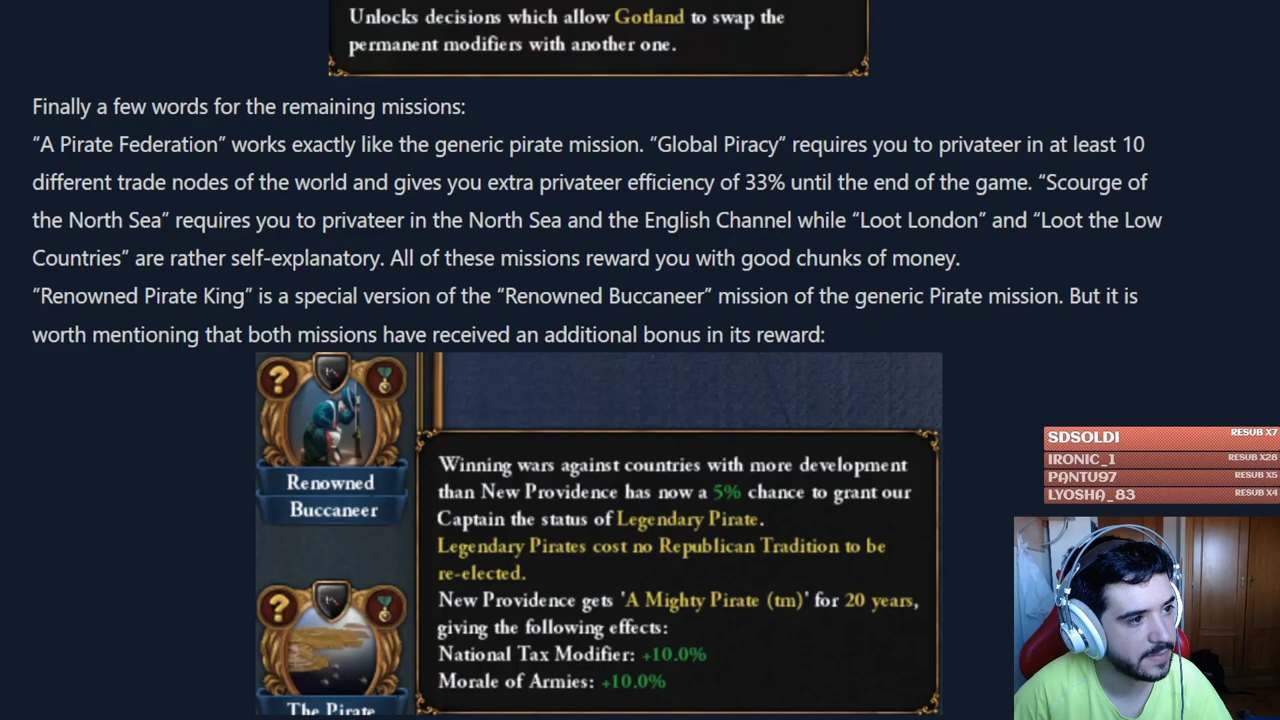 Unlocks decisions which allow Gotland to swap the
permanent modifiers with another one.
Finally a few words for the remaining missions:
“A Pirate Federation” works exactly like the generic pirate mission. “Global Piracy” requires you to privateer in at least 10
different trade nodes of the world and gives you extra privateer efficiency of 33% until the end of the game. “Scourge of
the North Sea” requires you to privateer in the North Sea and the English Channel while “Loot London” and “Loot the Low
Countries” are rather self-explanatory. All of these missions reward you with good chunks of money.
“Renowned Pirate King” is a special version of the “Renowned Buccaneer” mission of the generic Pirate mission. But it is
worth mentioning that both missions have received an additional bonus in its reward:
Renowned
Buccaneer
The Pirate
Winning wars against countries with more development
than New Providence has now a 5% chance to grant our
Captain the status of Legendary Pirate.
Legendary Pirates cost no Republican Tradition to be
re-elected.
New Providence gets 'A Mighty Pirate (tm)' for 20 years,
giving the following effects:
National Tax Modifier: +10.0%
Morale of Armies: +10.0%
SDSOLDI RESUB X7
IRONIC_1 RESUB X28
PANTU97 RESUB X5
LYOSHA_83 RESUB X4